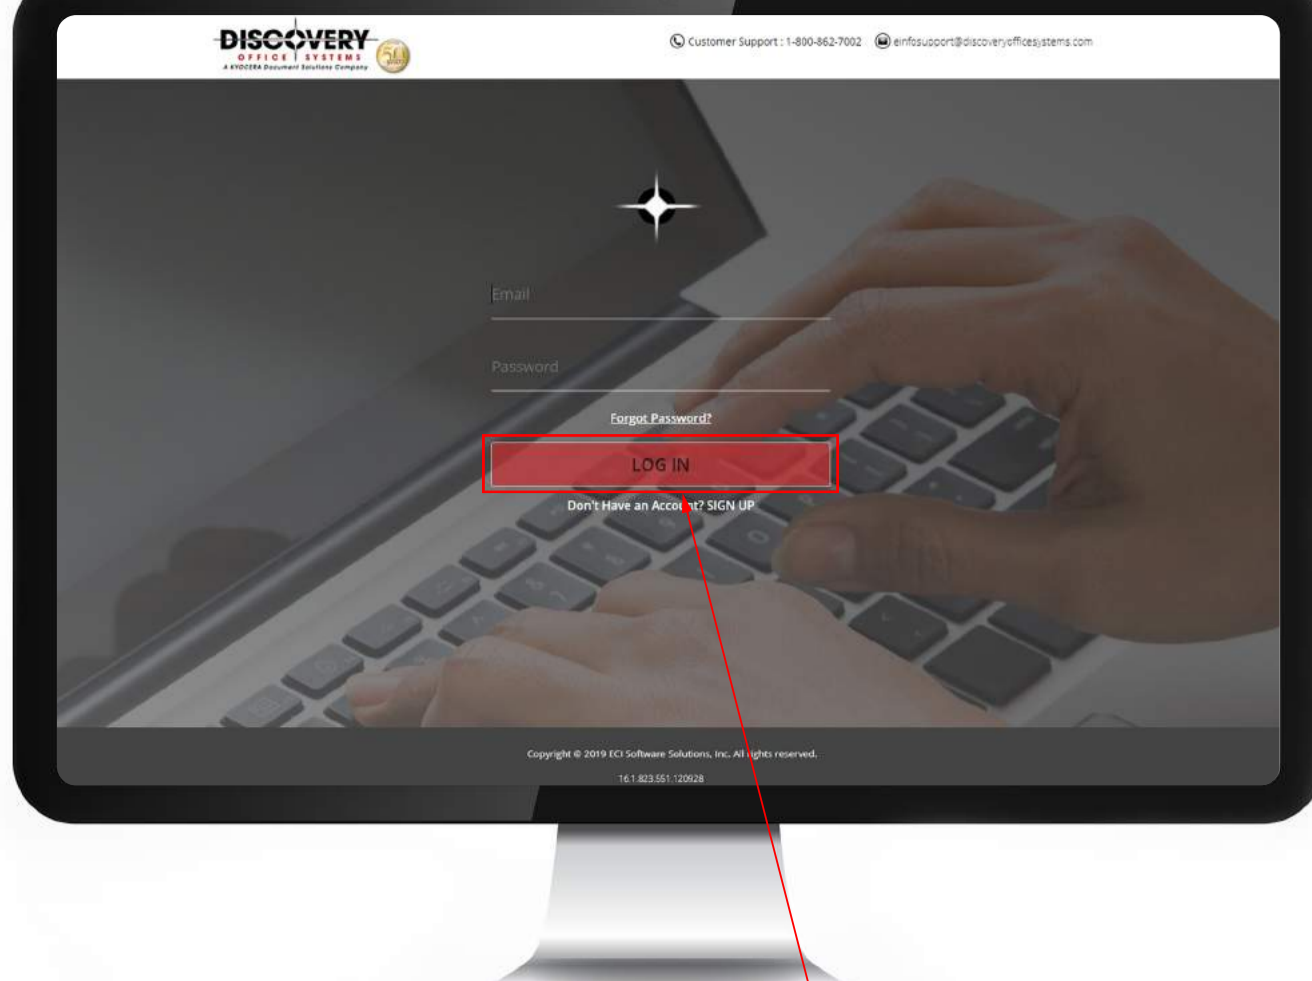 DISCOVERY
OFFICE SYSTEMS
A KYOCERA Document Solutions Company
50
Customer Support : 1-800-862-7002
einfosupport@discoveryofficesystems.com
Email
Password
Forgot Password?
LOG IN
Don't Have an Account? SIGN UP
Copyright © 2019 ECI Software Solutions, Inc. All rights reserved.
16.1.823.551.120928